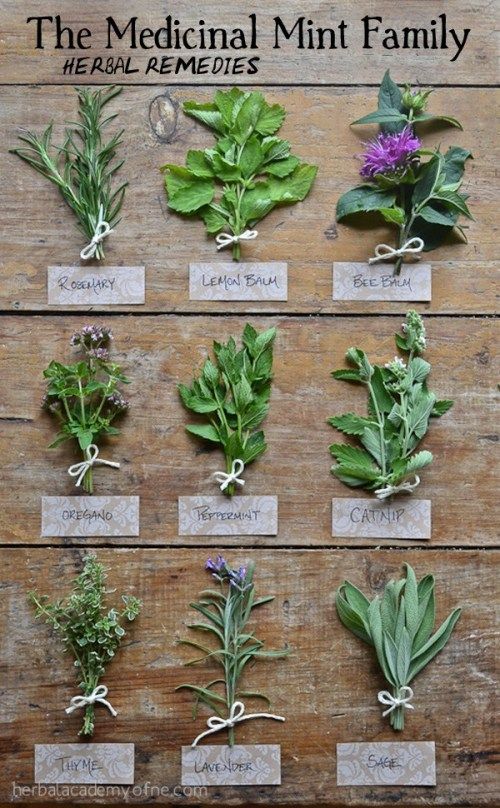 The Medicinal Mint Family
HERBAL REMEDIES
ROSEMARY
LEMON BALM
BEE BALM
OREGANO
PEPPERMINT
CATNIP
THYME
LAVENDER
SAGE
herbalacademyofne.com